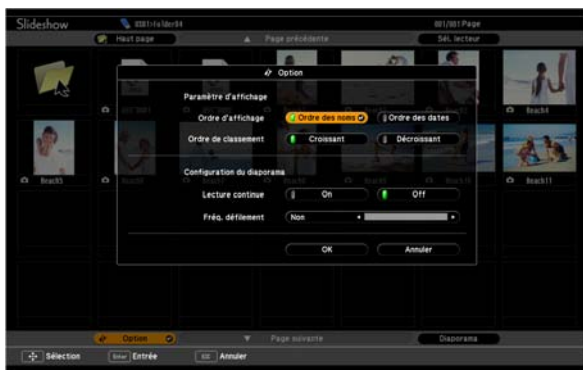 Slideshow 001/001 Page
Haut page Page précédente Sél. lecteur
Option
Paramètre d'affichage
Ordre d'affichage Ordre des noms Ordre des dates
Ordre de classement Croissant Décroissant
Beach4
Configuration du diaporama
Beach5 Beach11
Lecture continue On Off
Fréq. défilement Non
OK Annuler
Option Page suivante Diaporama
Sélection Enter Entrée ESC Annuler